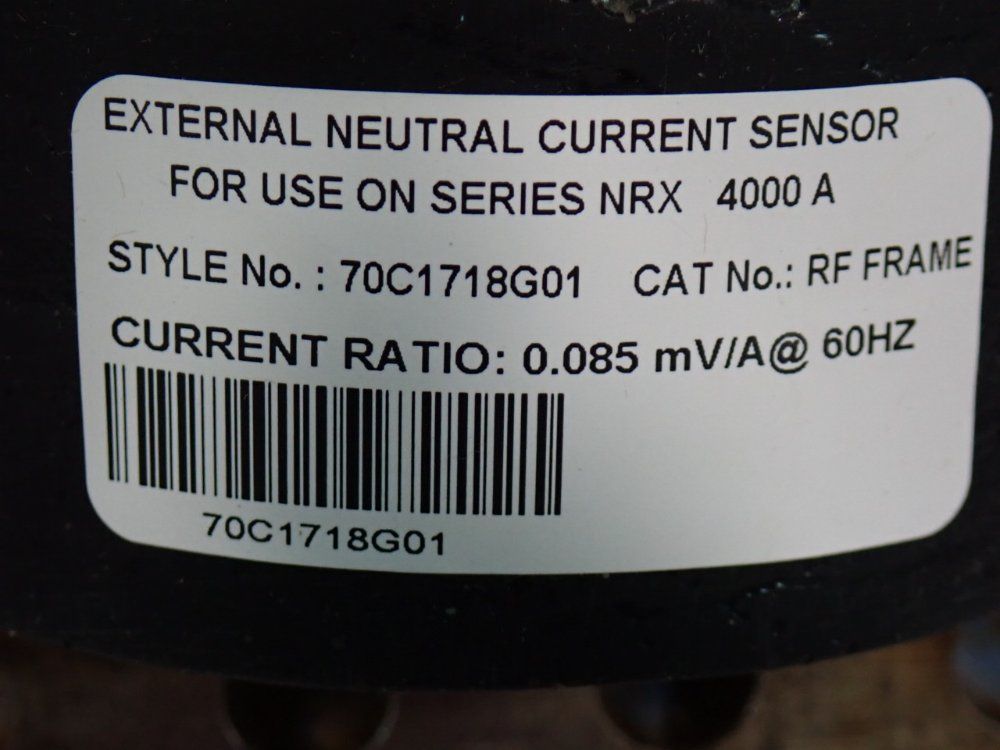 EXTERNAL NEUTRAL CURRENT SENSOR
FOR USE ON SERIES NRX 4000 A
STYLE No. : 70C1718G01 CAT No.: RF FRAME
CURRENT RATIO: 0.085 mV/A@ 60HZ
70C1718G01